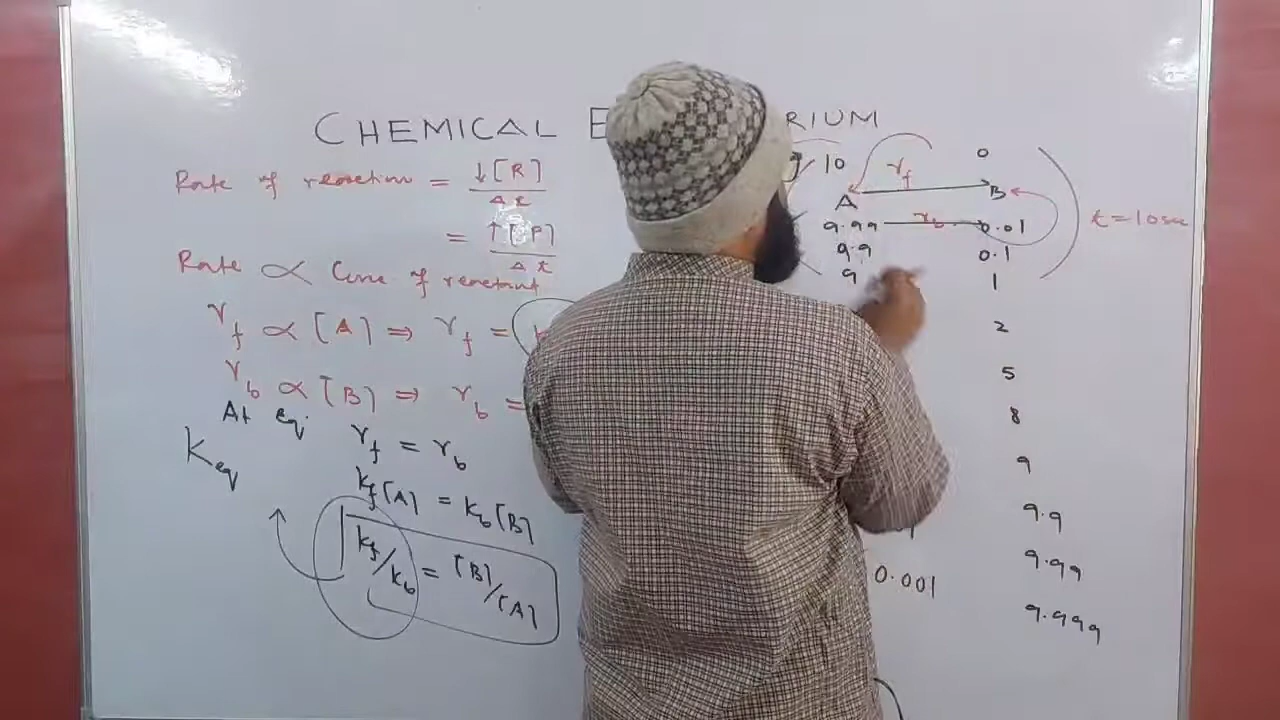 CHEMICAL E RIUM
Rate of reaction = ↓[R] / Δt
= ↑[P] / Δt
Rate ∝ Conc of reactant
r_f ∝ [A] ⇒ r_f = k
r_b ∝ [B] ⇒ r_b =
At eq
r_f = r_b
K_eq
k_f[A] = k_b[B]
k_f/k_b = [B]/[A]
10 r_f 0
A B
9.99 r_b 0.01 t = 10sec
9.9 0.1
9 1
2
5
8
9
9.9
9.99
0.001 9.999